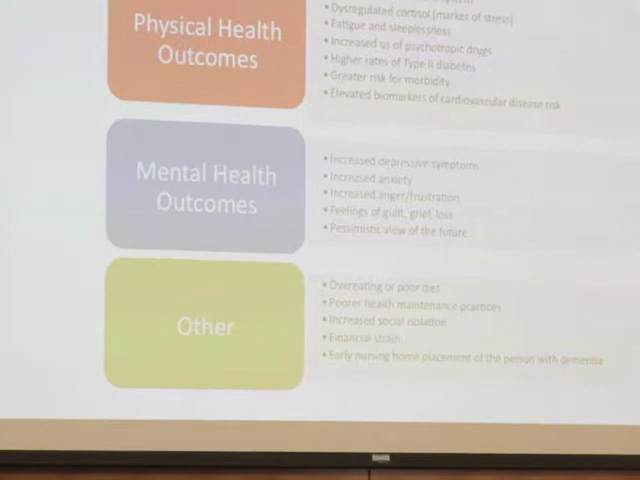 Physical Health
Outcomes
• Dysregulated cortisol (marker of stress)
• Fatigue and sleeplessness
• Increased us of psychotropic drugs
• Higher rates of Type II diabetes
• Greater risk for morbidity
• Elevated biomarkers of cardiovascular disease risk
Mental Health
Outcomes
• Increased depressive symptoms
• Increased anxiety
• Increased anger/frustration
• Feelings of guilt, grief, loss
• Pessimistic view of the future
Other
• Overeating or poor diet
• Poorer health maintenance practices
• Increased social isolation
• Financial strain
• Early nursing home placement of the person with dementia